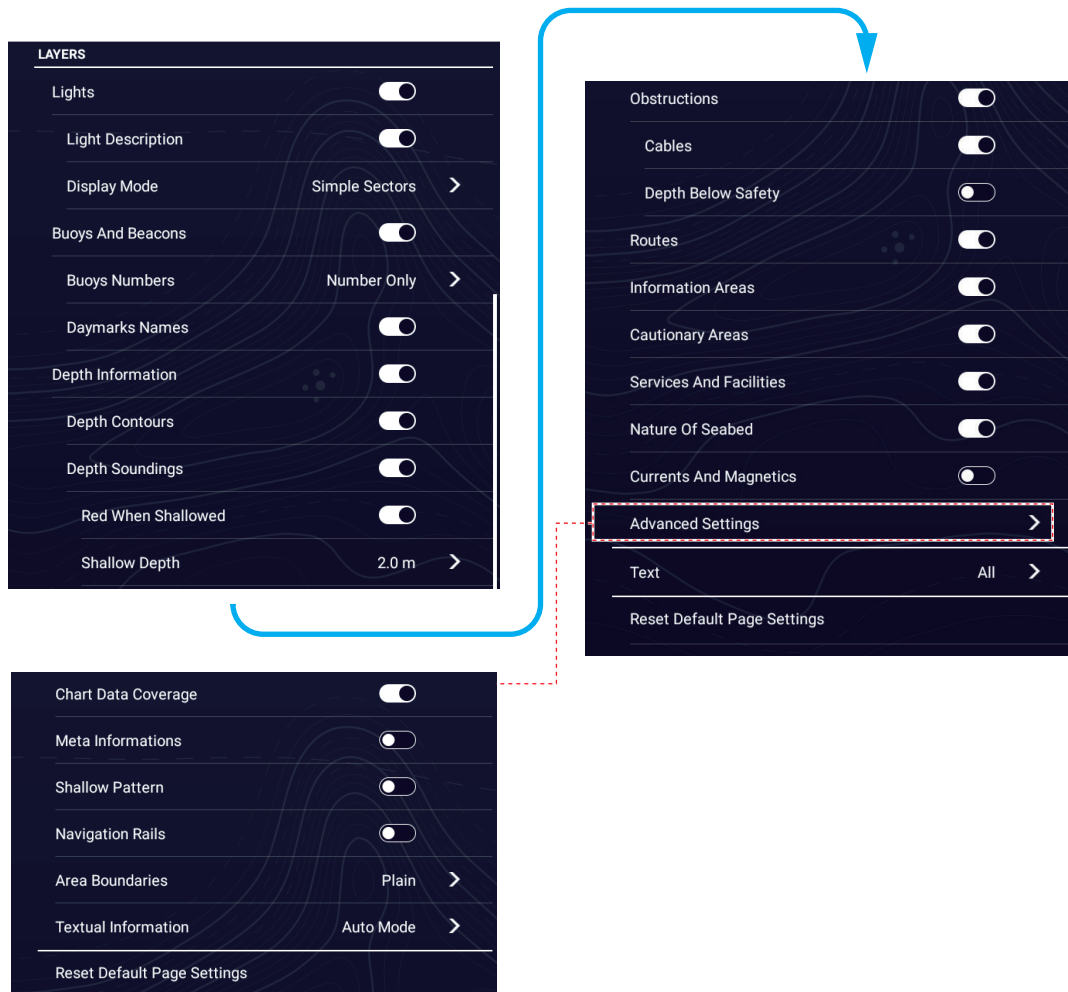 LAYERS
Lights
Light Description
Display Mode Simple Sectors
Buoys And Beacons
Buoys Numbers Number Only
Daymarks Names
Depth Information
Depth Contours
Depth Soundings
Red When Shallowed
Shallow Depth 2.0 m
Obstructions
Cables
Depth Below Safety
Routes
Information Areas
Cautionary Areas
Services And Facilities
Nature Of Seabed
Currents And Magnetics
Advanced Settings
Text All
Reset Default Page Settings
Chart Data Coverage
Meta Informations
Shallow Pattern
Navigation Rails
Area Boundaries Plain
Textual Information Auto Mode
Reset Default Page Settings